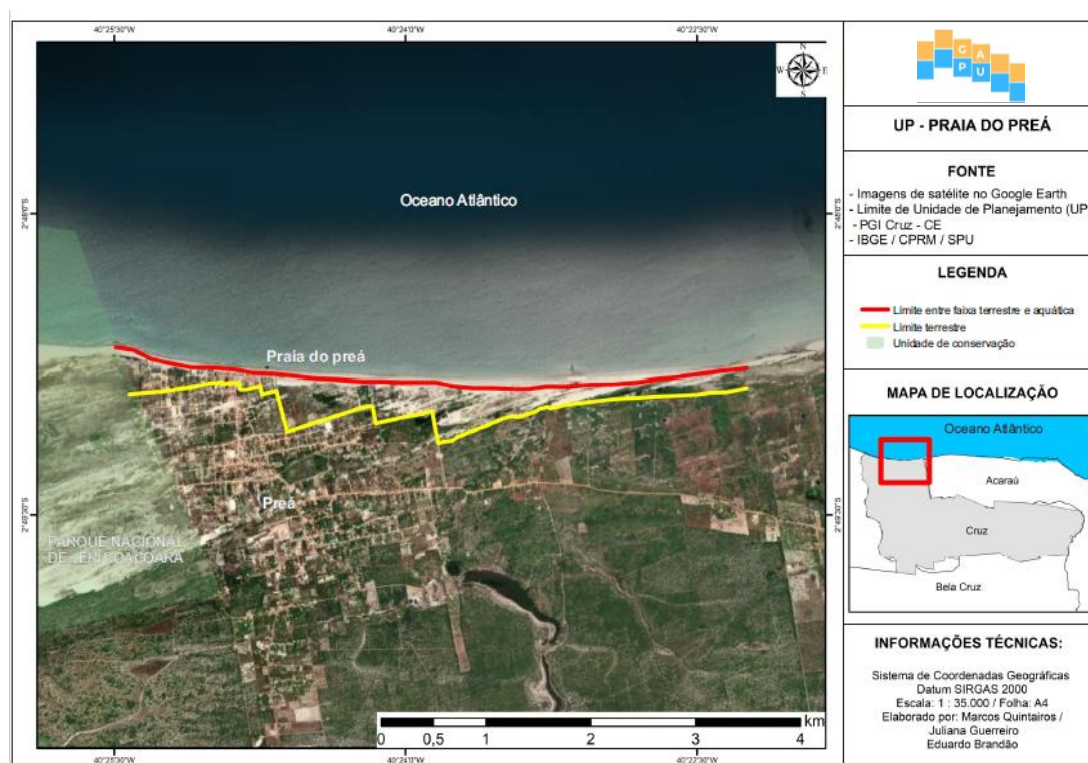 40°25'30"W
40°24'0"W
40°22'30"W
N
W
E
S
Oceano Atlântico
2°48'0"S
2°48'0"S
Praia do preá
Preá
2°49'30"S
2°49'30"S
PARQUE NACIONAL
DE JERICOACOARA
km
0
0,5
1
2
3
4
40°25'30"W
40°24'0"W
40°22'30"W
G A
P U
UP - PRAIA DO PREÁ
FONTE
- Imagens de satélite no Google Earth
- Limite de Unidade de Planejamento (UP
- PGI Cruz - CE
- IBGE / CPRM / SPU
LEGENDA
Limite entre faixa terrestre e aquática
Limite terrestre
Unidade de conservação
MAPA DE LOCALIZAÇÃO
Oceano Atlântico
Acaraú
Cruz
Bela Cruz
INFORMAÇÕES TÉCNICAS:
Sistema de Coordenadas Geográficas
Datum SIRGAS 2000
Escala: 1 : 35.000 / Folha: A4
Elaborado por: Marcos Quintairos /
Juliana Guerreiro
Eduardo Brandão